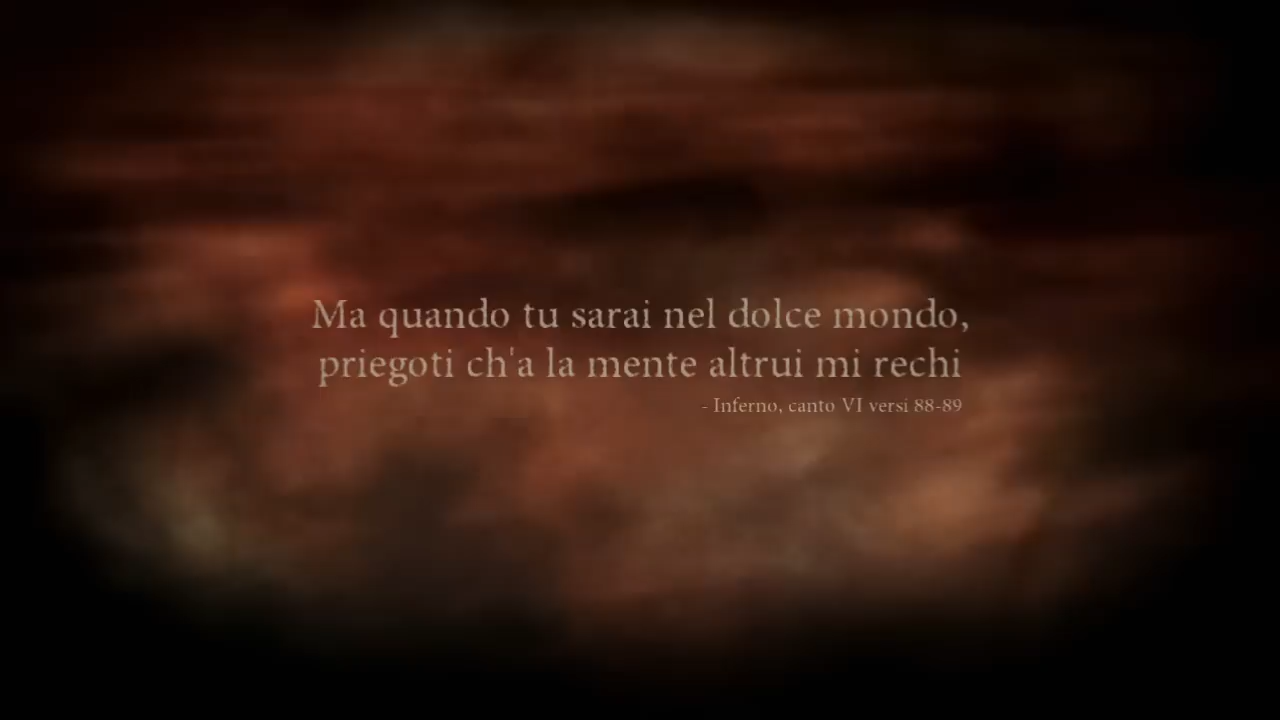 Ma quando tu sarai nel dolce mondo,
priegoti ch'a la mente altrui mi rechi
- Inferno, canto VI versi 88-89